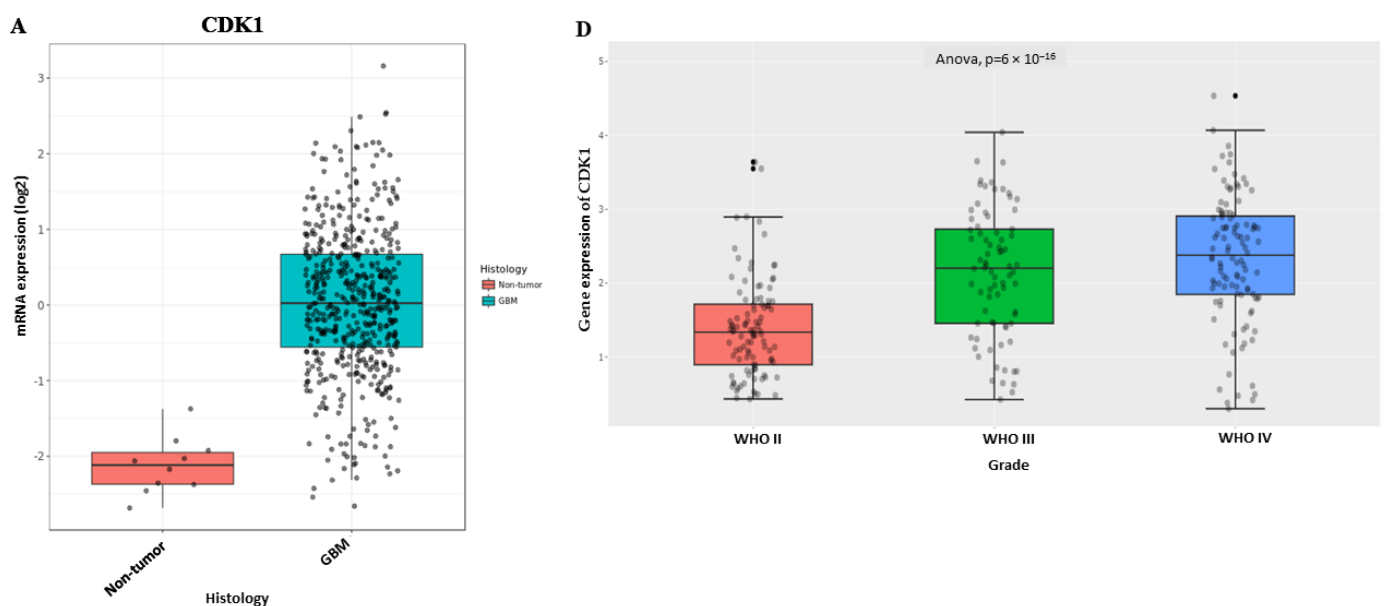 A
CDK1
mRNA expression (log2)
3
2
1
0
-1
-2
Non-tumor
GBM
Histology
Histology
Non-tumor
GBM
D
Anova, p=6 × 10⁻¹⁶
Gene expression of CDK1
5
4
3
2
1
WHO II
WHO III
WHO IV
Grade